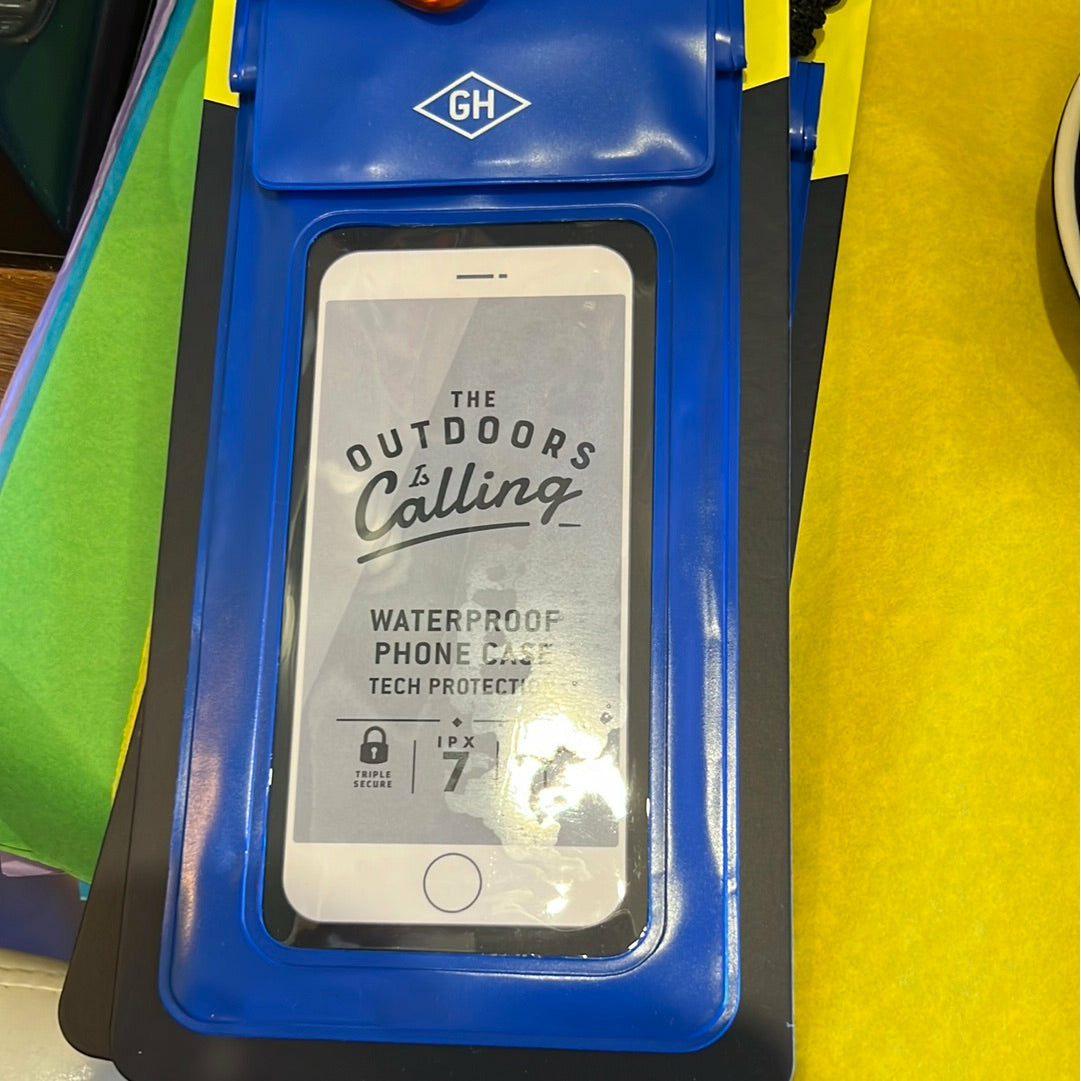 GH
THE
OUTDOORS
Is
Calling
WATERPROOF
PHONE CASE
TECH PROTECTION
IPX
7
TRIPLE
SECURE